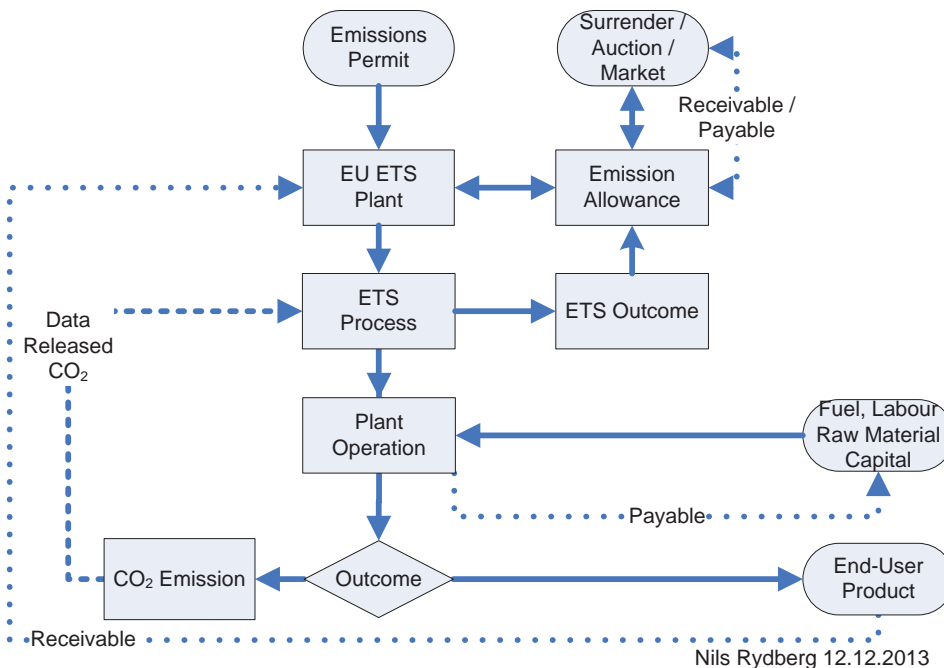 Emissions
Permit
Surrender /
Auction /
Market
Receivable /
Payable
EU ETS
Plant
Emission
Allowance
ETS
Process
ETS Outcome
Data
Released
CO₂
Plant
Operation
Fuel, Labour
Raw Material
Capital
Payable
CO₂ Emission
Outcome
End-User
Product
Receivable
Nils Rydberg 12.12.2013